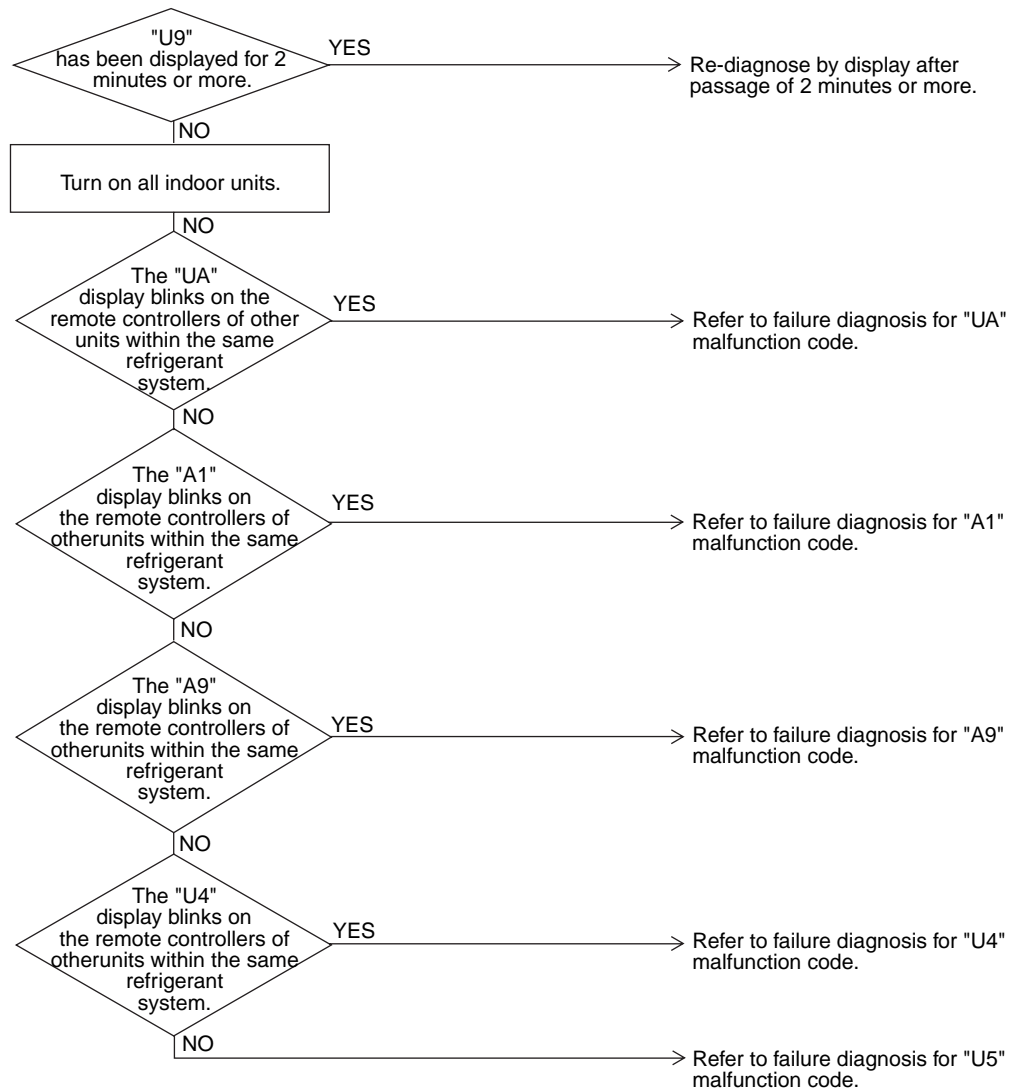 "U9"
has been displayed for 2
minutes or more.
YES
Re-diagnose by display after
passage of 2 minutes or more.
NO
Turn on all indoor units.
NO
The "UA"
display blinks on the
remote controllers of other
units within the same
refrigerant
system.
YES
Refer to failure diagnosis for "UA"
malfunction code.
NO
The "A1"
display blinks on
the remote controllers of
otherunits within the same
refrigerant
system.
YES
Refer to failure diagnosis for "A1"
malfunction code.
NO
The "A9"
display blinks on
the remote controllers of
otherunits within the same
refrigerant
system.
YES
Refer to failure diagnosis for "A9"
malfunction code.
NO
The "U4"
display blinks on
the remote controllers of
otherunits within the same
refrigerant
system.
YES
Refer to failure diagnosis for "U4"
malfunction code.
NO
Refer to failure diagnosis for "U5"
malfunction code.